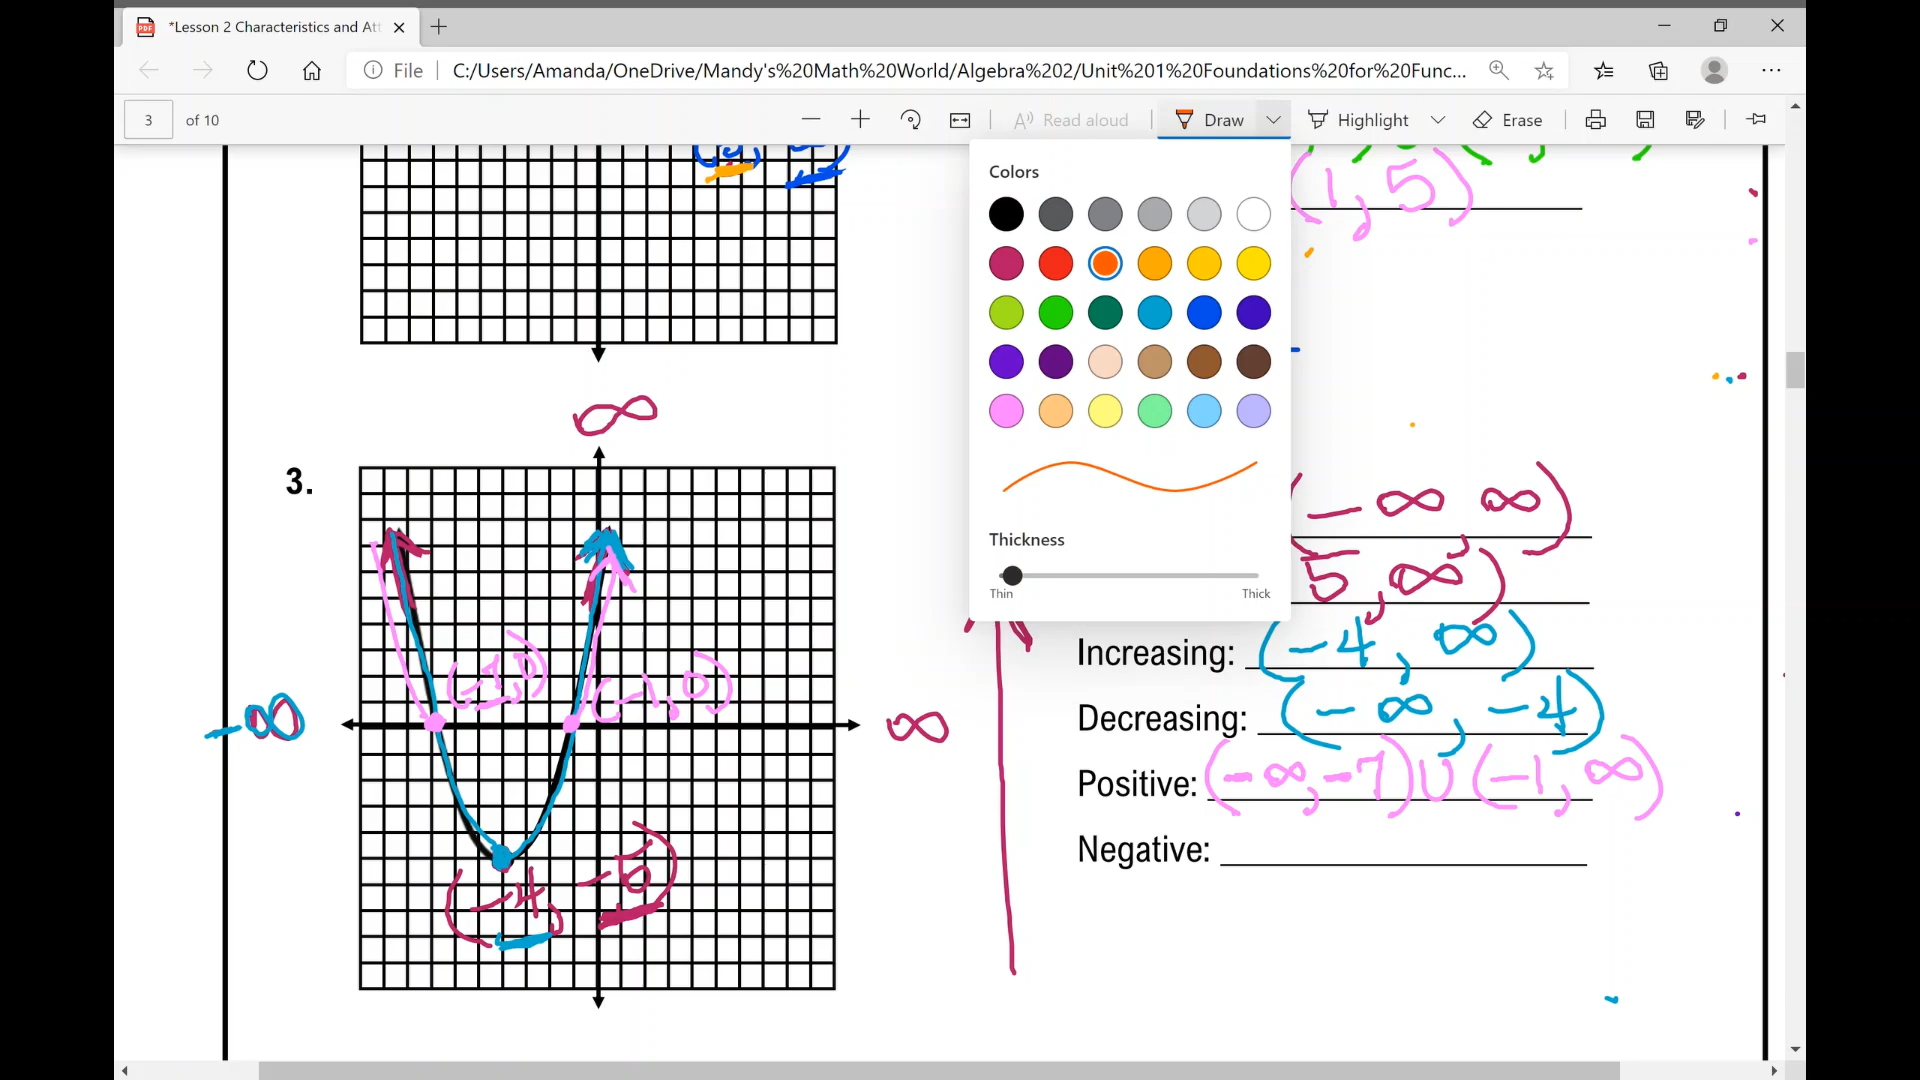 *Lesson 2 Characteristics and Att
File C:/Users/Amanda/OneDrive/Mandy's%20Math%20World/Algebra%202/Unit%201%20Foundations%20for%20Func...
3 of 10 Read aloud Draw Highlight Erase
Colors
(1, 5)
∞
3.
(-∞, ∞)
Thickness
Thin Thick
5, ∞)
Increasing: (-4, ∞)
(-7,0) (-1,0)
Decreasing: (-∞, -4)
-∞ ∞
Positive: (-∞,-7)∪(-1, ∞)
Negative:
(-4, -5)